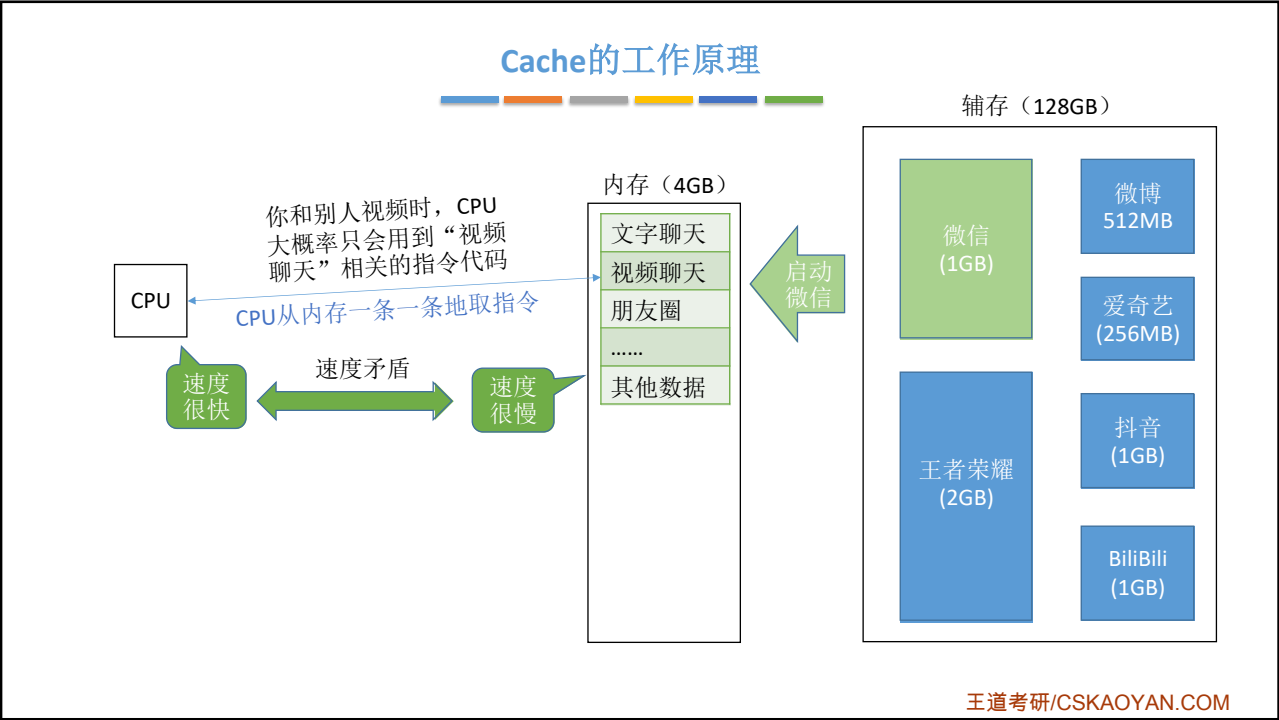 Cache的工作原理
辅存（128GB）
内存（4GB）
你和别人视频时，CPU
大概率只会用到“视频
聊天”相关的指令代码
CPU
CPU从内存一条一条地取指令
速度
很快
速度矛盾
速度
很慢
文字聊天
视频聊天
朋友圈
……
其他数据
启动
微信
微信
(1GB)
微博
512MB
爱奇艺
(256MB)
王者荣耀
(2GB)
抖音
(1GB)
BiliBili
(1GB)
王道考研/CSKAOYAN.COM